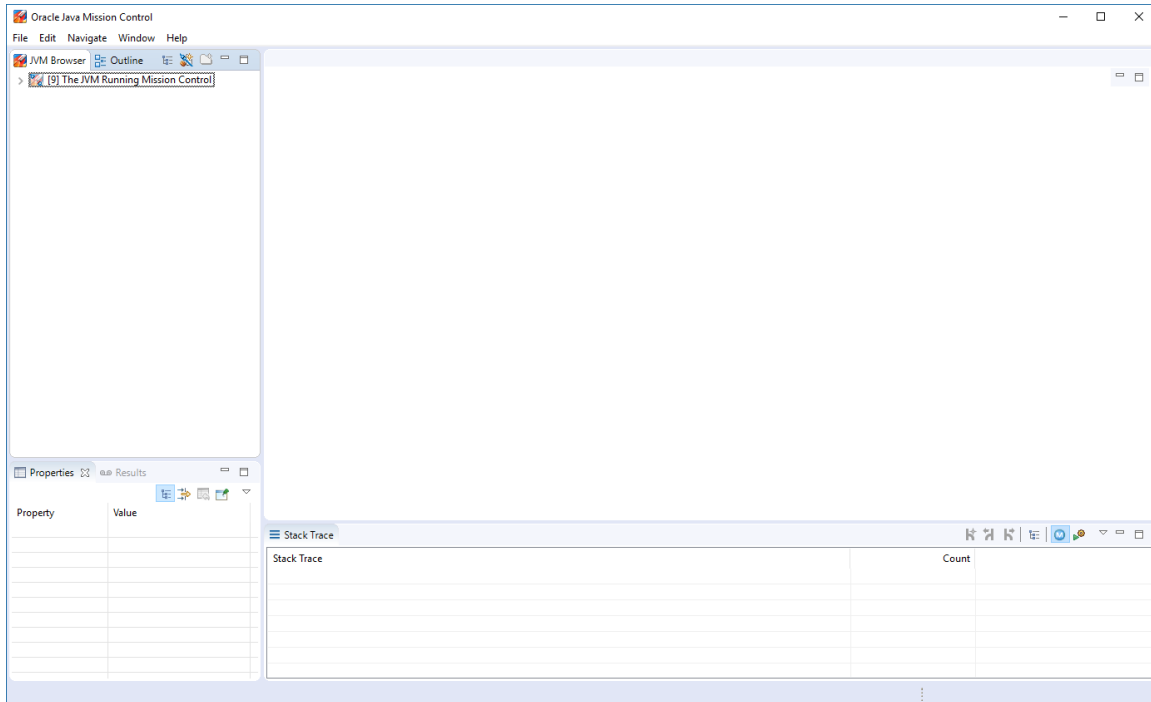 Oracle Java Mission Control
File Edit Navigate Window Help
JVM Browser Outline
[9] The JVM Running Mission Control
Properties Results
Property Value
Stack Trace
Stack Trace Count